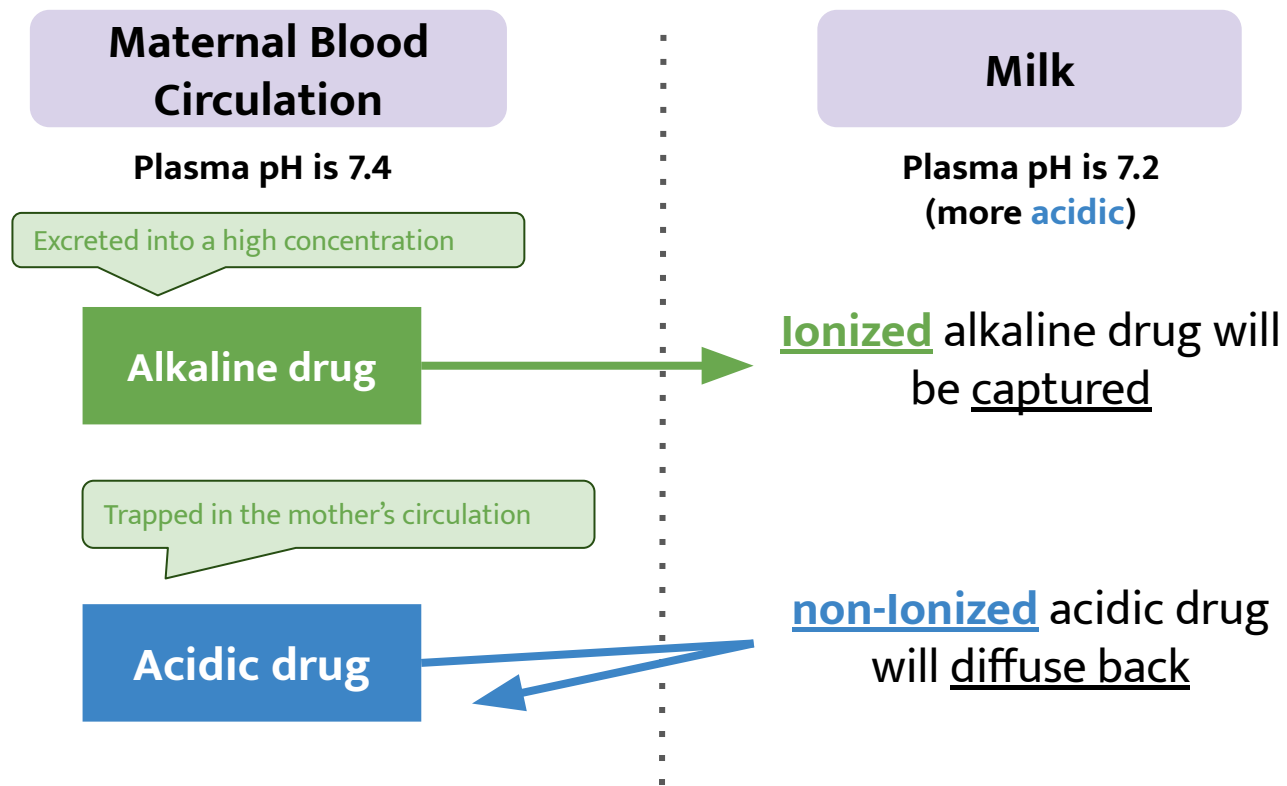 Maternal Blood
Circulation
Milk
Plasma pH is 7.4
Plasma pH is 7.2
(more acidic)
Excreted into a high concentration
Alkaline drug
Ionized alkaline drug will
be captured
Trapped in the mother's circulation
Acidic drug
non-Ionized acidic drug
will diffuse back